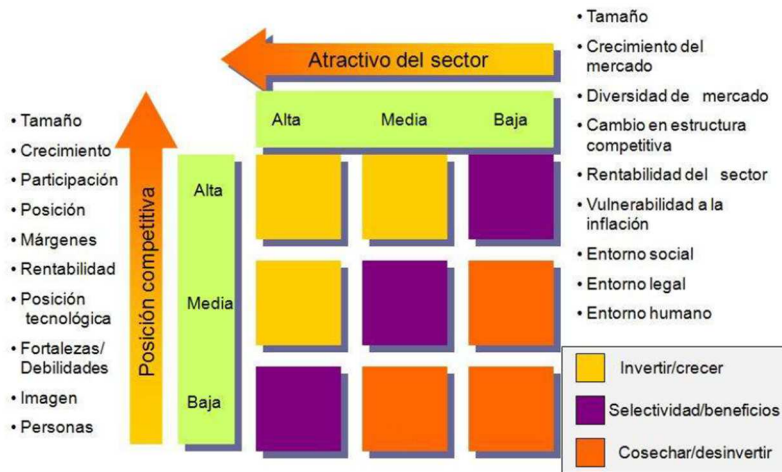 Atractivo del sector
Alta
Media
Baja
• Tamaño
• Crecimiento
• Participación
• Posición
• Márgenes
• Rentabilidad
• Posición
tecnológica
• Fortalezas/
Debilidades
• Imagen
• Personas
Posición competitiva
Alta
Media
Baja
• Tamaño
• Crecimiento del
mercado
• Diversidad de mercado
• Cambio en estructura
competitiva
• Rentabilidad del sector
• Vulnerabilidad a la
inflación
• Entorno social
• Entorno legal
• Entorno humano
Invertir/crecer
Selectividad/beneficios
Cosechar/desinvertir